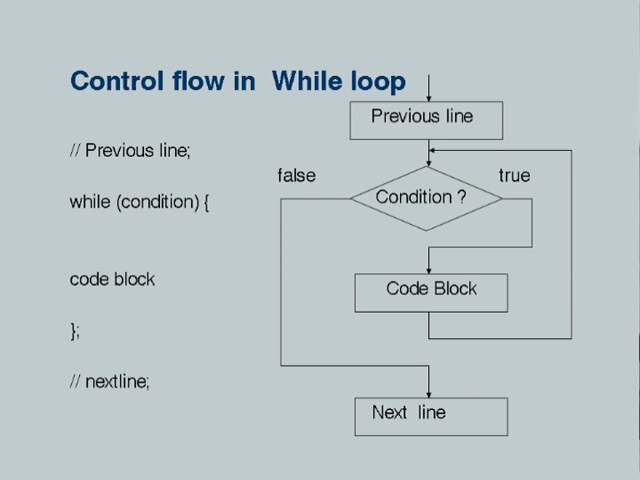 Control flow in  While loop
// Previous line;
while (condition) {
code block
};
// nextline;
Previous line
false
true
Condition ?
Code Block
Next  line